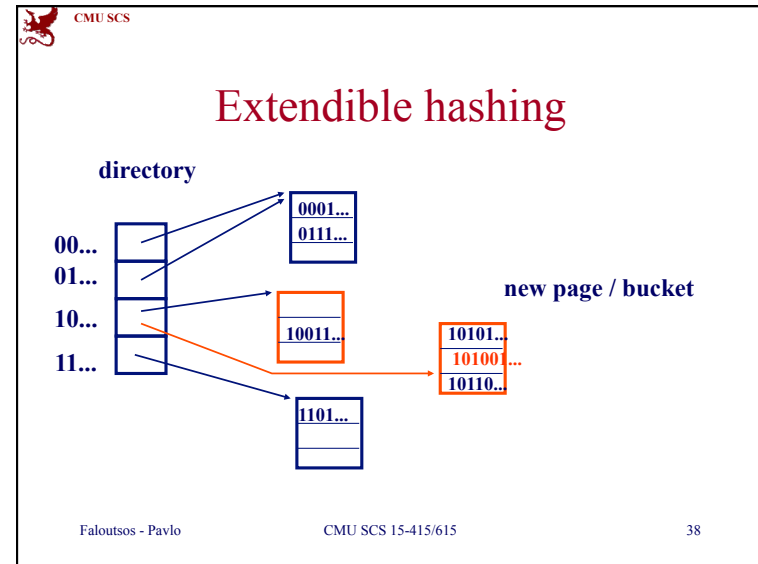 CMU SCS
Extendible hashing
directory
00...
01...
10...
11...
0001...
0111...
10011...
1101...
new page / bucket
10101...
101001...
10110...
Faloutsos - Pavlo
CMU SCS 15-415/615
38